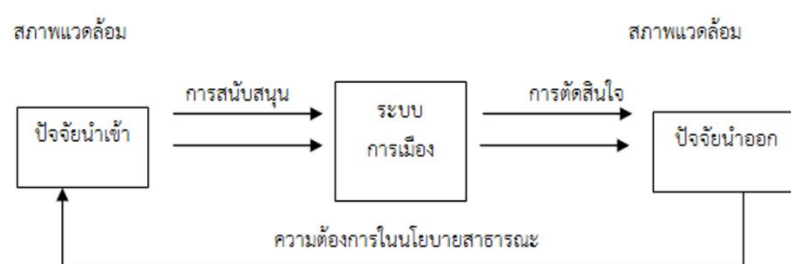 สภาพแวดล้อม
สภาพแวดล้อม
การสนับสนุน
การตัดสินใจ
ปัจจัยนำเข้า
ระบบ
การเมือง
ปัจจัยนำออก
ความต้องการในนโยบายสาธารณะ